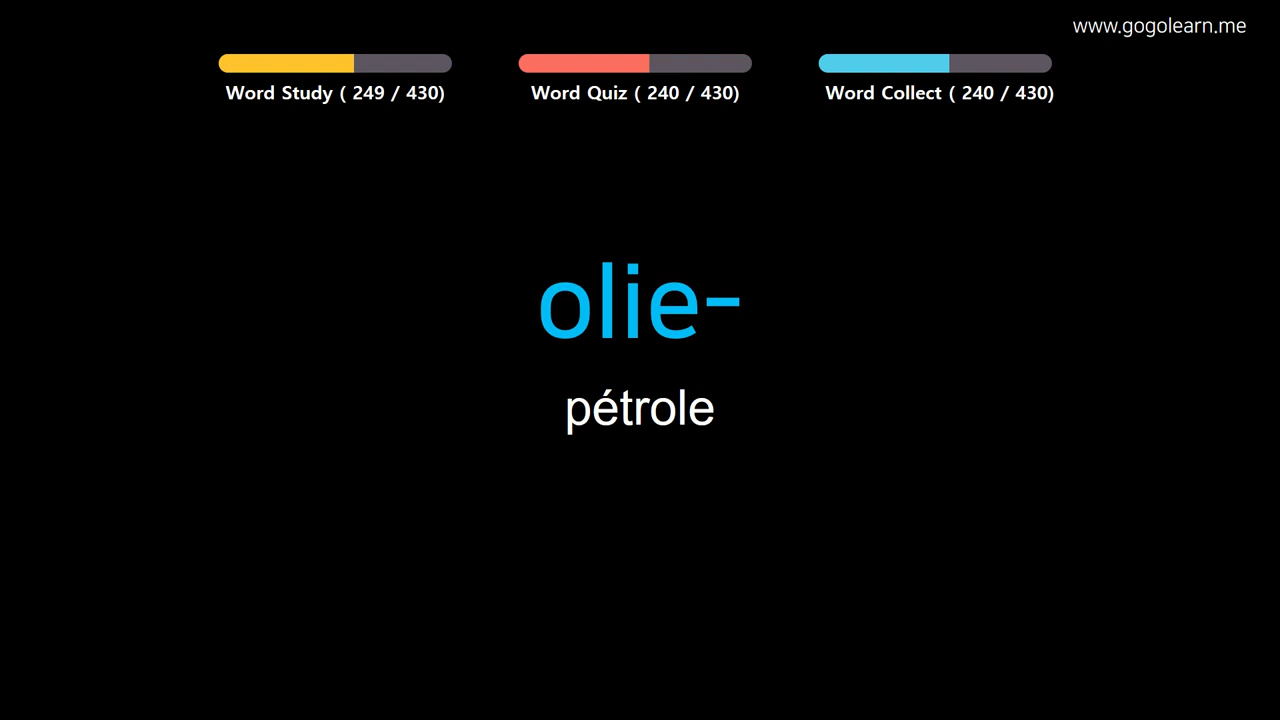 www.gogolearn.me
Word Study ( 249 / 430)
Word Quiz ( 240 / 430)
Word Collect ( 240 / 430)
olie-
pétrole